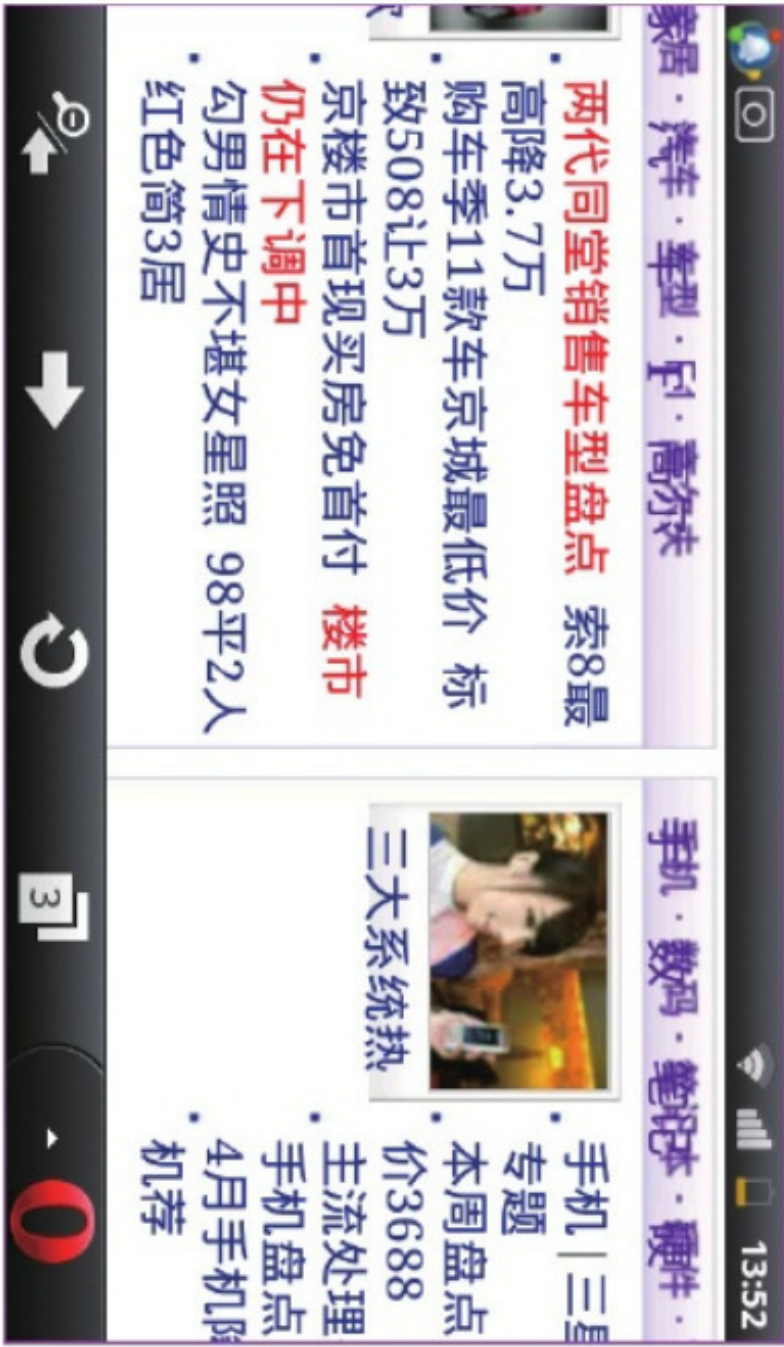 13:52
家居 · 汽车 · 车型 · F1 · 高尔夫
两代同堂销售车型盘点 索8最
高降3.7万
购车季11款车京城最低价 标
致508让3万
京楼市首现买房免首付 楼市
仍在下调中
勾男情史不堪女星照 98平2人
红色简3居
手机 · 数码 · 笔记本 · 硬件 ·
三大系统热
手机 | 三星
专题
本周盘点
价3688
主流处理
手机盘点
4月手机
机荐
3